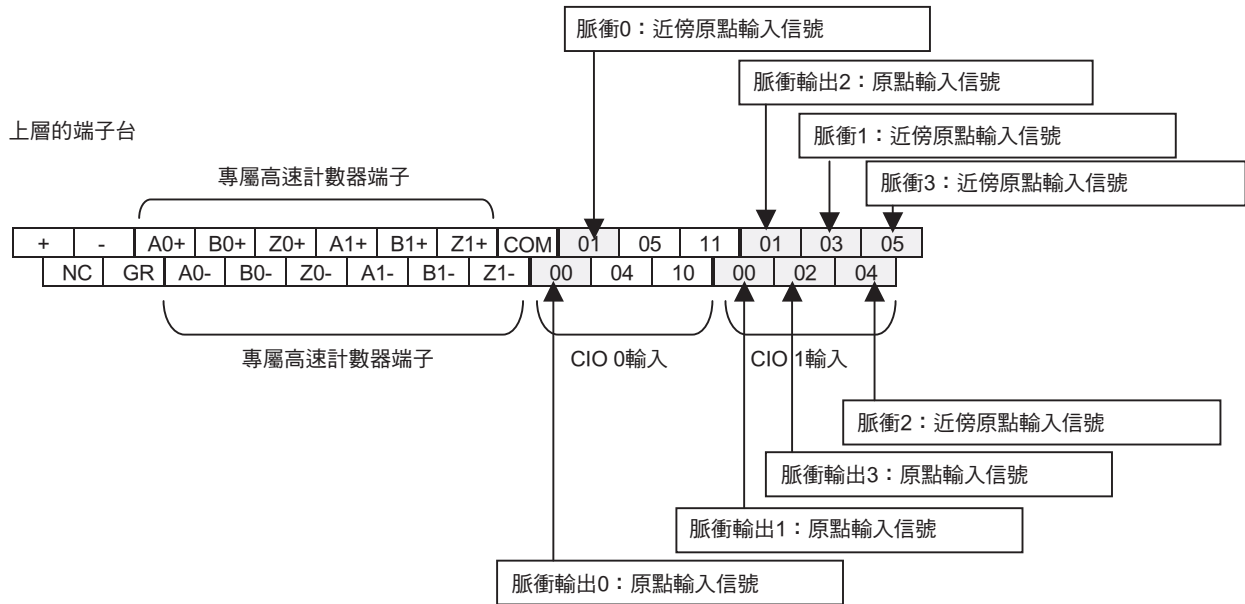 脈衝0：近傍原點輸入信號
脈衝輸出2：原點輸入信號
上層的端子台
脈衝1：近傍原點輸入信號
專屬高速計數器端子
脈衝3：近傍原點輸入信號
+ - A0+ B0+ Z0+ A1+ B1+ Z1+ COM 01 05 11 01 03 05
NC GR A0- B0- Z0- A1- B1- Z1- 00 04 10 00 02 04
專屬高速計數器端子
CIO 0輸入
CIO 1輸入
脈衝2：近傍原點輸入信號
脈衝輸出3：原點輸入信號
脈衝輸出1：原點輸入信號
脈衝輸出0：原點輸入信號